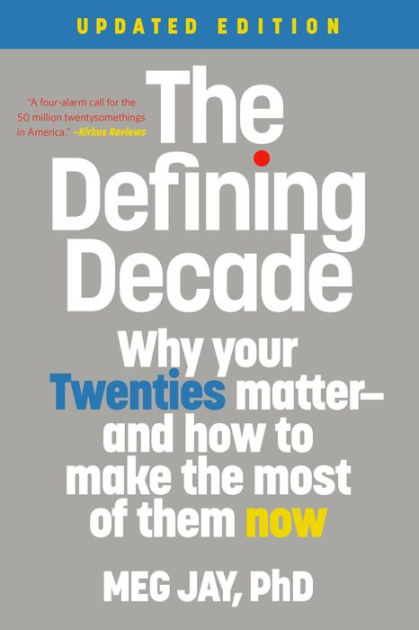 UPDATED EDITION
"A four-alarm call for the
50 million twentysomethings
in America." –Kirkus Reviews
The
Defining
Decade
Why your
Twenties matter–
and how to
make the most
of them now
MEG JAY, PhD